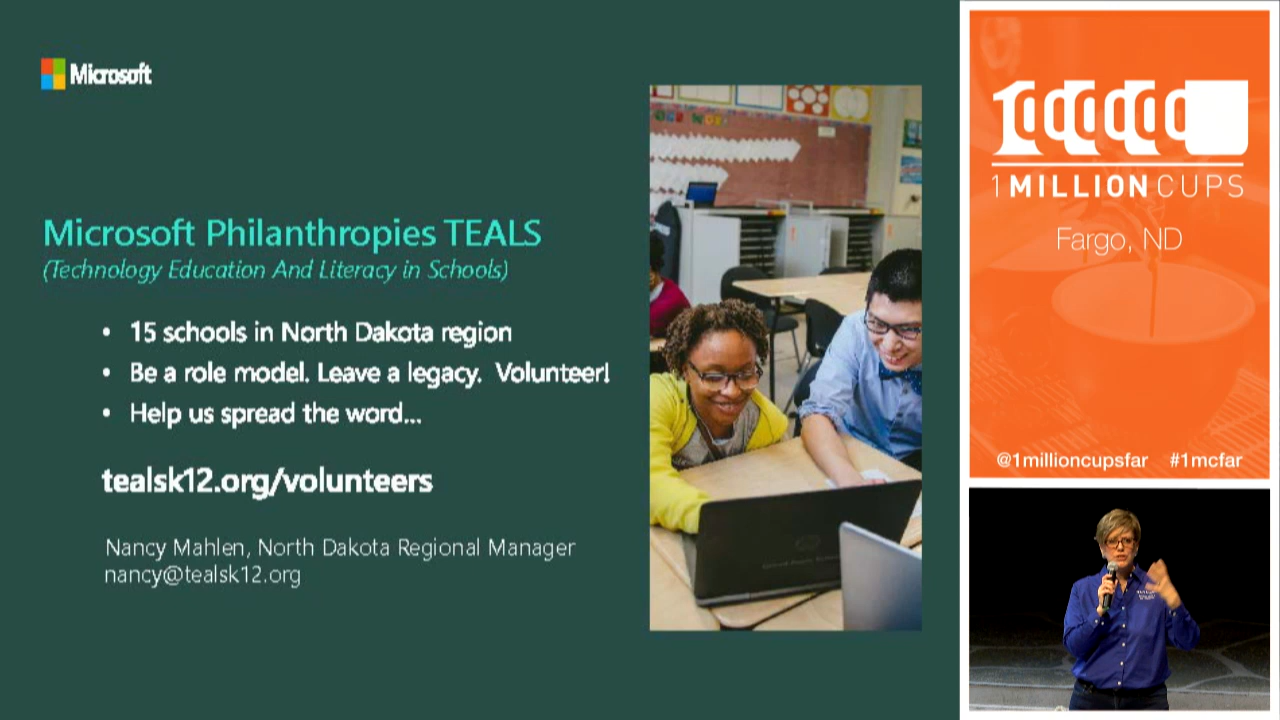 Microsoft
Microsoft Philanthropies TEALS
(Technology Education And Literacy in Schools)
• 15 schools in North Dakota region
• Be a role model. Leave a legacy. Volunteer!
• Help us spread the word...
tealsk12.org/volunteers
Nancy Mahlen, North Dakota Regional Manager
nancy@tealsk12.org
1 MILLION CUPS
Fargo, ND
@1millioncupsfar #1mcfar